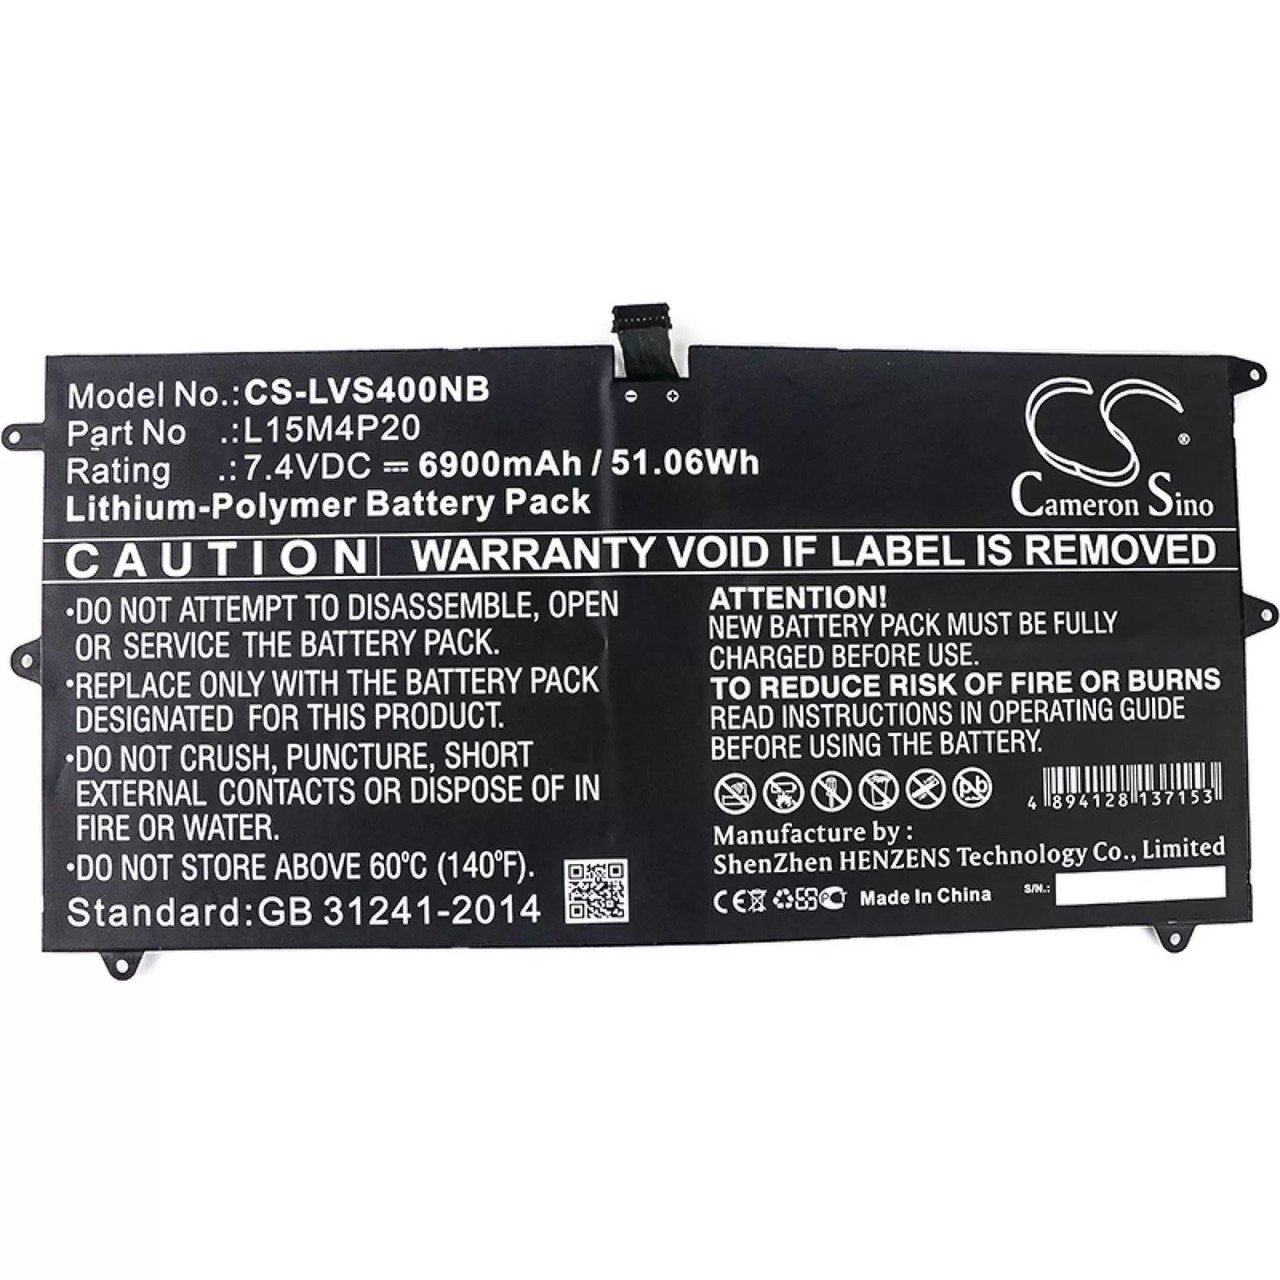 Model No.: CS-LVS400NB
Part No .: L15M4P20
Rating .: 7.4VDC ⎓ 6900mAh / 51.06Wh
Lithium-Polymer Battery Pack
CS ®
Cameron Sino
CAUTION | WARRANTY VOID IF LABEL IS REMOVED
•DO NOT ATTEMPT TO DISASSEMBLE, OPEN
OR SERVICE THE BATTERY PACK.
•REPLACE ONLY WITH THE BATTERY PACK
DESIGNATED FOR THIS PRODUCT.
•DO NOT CRUSH, PUNCTURE, SHORT
EXTERNAL CONTACTS OR DISPOSE OF IN
FIRE OR WATER.
•DO NOT STORE ABOVE 60ºC (140ºF).
Standard:GB 31241-2014
ATTENTION!
NEW BATTERY PACK MUST BE FULLY
CHARGED BEFORE USE.
TO REDUCE RISK OF FIRE OR BURNS
READ INSTRUCTIONS IN OPERATING GUIDE
BEFORE USING THE BATTERY.
Pb
4 894128 137153
Manufacture by :
ShenZhen HENZENS Technology Co., Limited
CE Made in China S/N.: